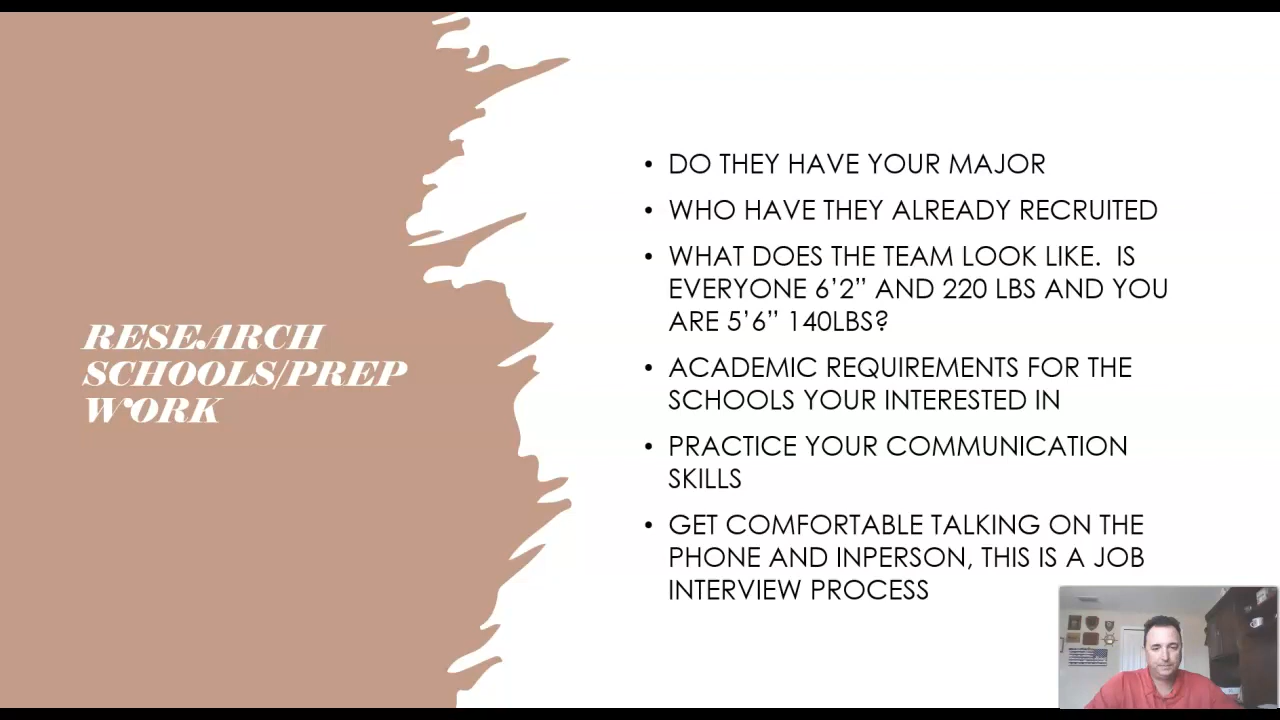 RESEARCH
SCHOOLS/PREP
WORK
• DO THEY HAVE YOUR MAJOR
• WHO HAVE THEY ALREADY RECRUITED
• WHAT DOES THE TEAM LOOK LIKE.  IS
EVERYONE 6’2” AND 220 LBS AND YOU
ARE 5’6” 140LBS?
• ACADEMIC REQUIREMENTS FOR THE
SCHOOLS YOUR INTERESTED IN
• PRACTICE YOUR COMMUNICATION
SKILLS
• GET COMFORTABLE TALKING ON THE
PHONE AND INPERSON, THIS IS A JOB
INTERVIEW PROCESS